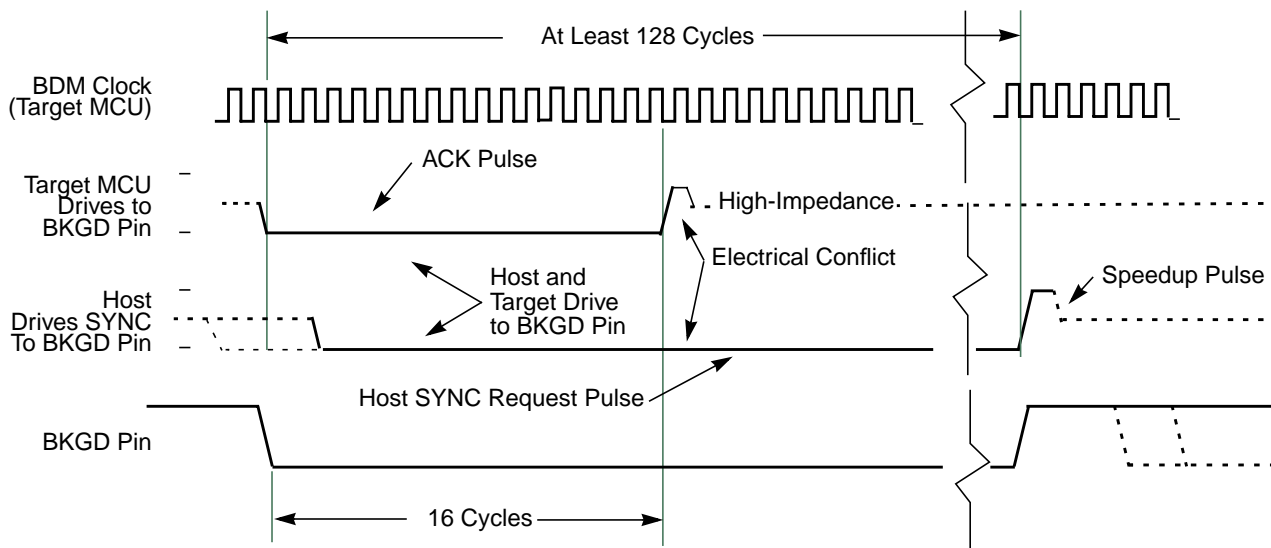 At Least 128 Cycles
BDM Clock
(Target MCU)
ACK Pulse
Target MCU
Drives to
BKGD Pin
High-Impedance
Electrical Conflict
Host and
Target Drive
to BKGD Pin
Speedup Pulse
Host
Drives SYNC
To BKGD Pin
Host SYNC Request Pulse
BKGD Pin
16 Cycles